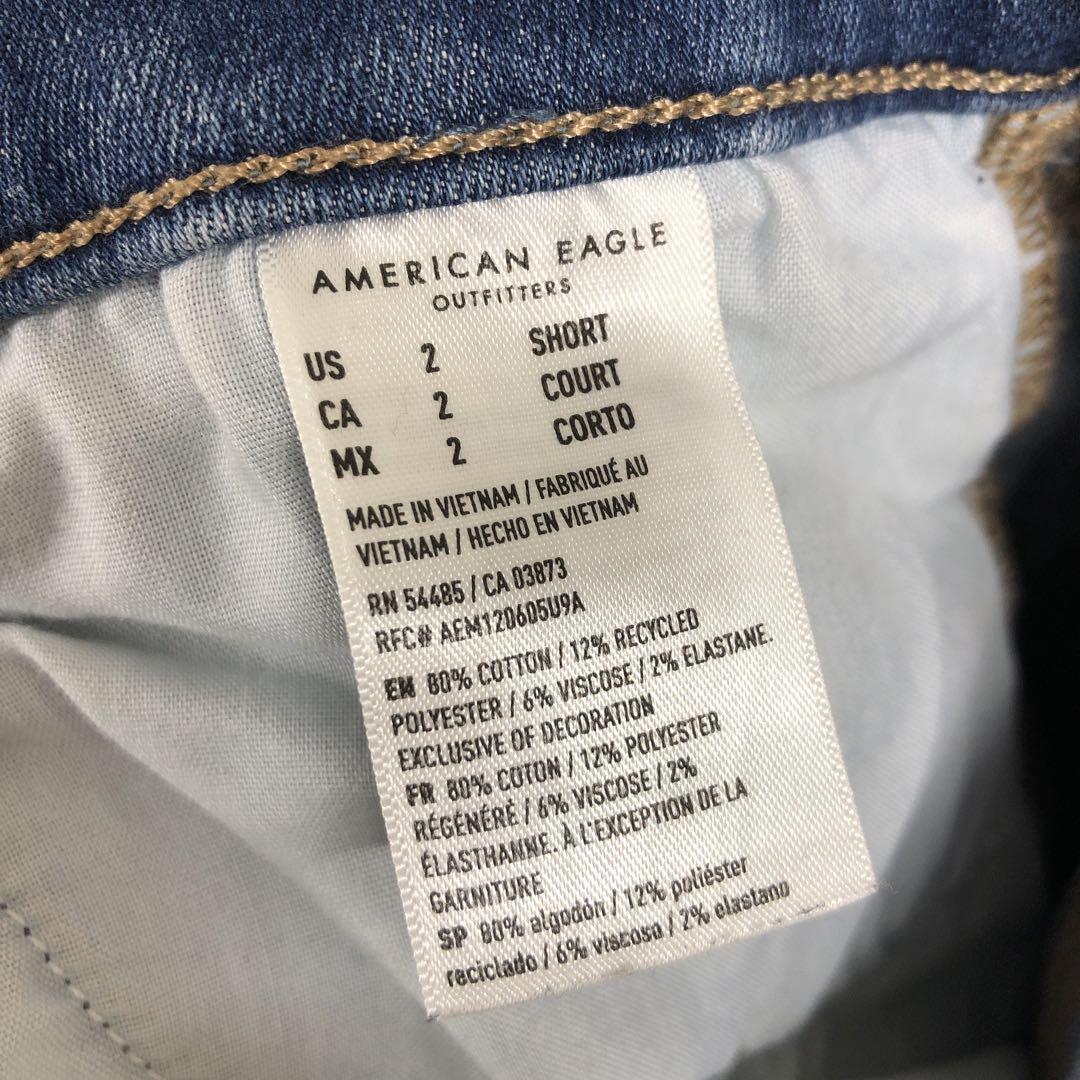 AMERICAN EAGLE
OUTFITTERS
US 2 SHORT
CA 2 COURT
MX 2 CORTO
MADE IN VIETNAM / FABRIQUÉ AU
VIETNAM / HECHO EN VIETNAM
RN 54485 / CA 03873
RFC# AEM120605U9A
EN 80% COTTON / 12% RECYCLED
POLYESTER / 6% VISCOSE / 2% ELASTANE.
EXCLUSIVE OF DECORATION
FR 80% COTON / 12% POLYESTER
RÉGÉNÉRÉ / 6% VISCOSE / 2%
ÉLASTHANNE. À L'EXCEPTION DE LA
GARNITURE
SP 80% algodón / 12% poliéster
reciclado / 6% viscosa / 2% elastano